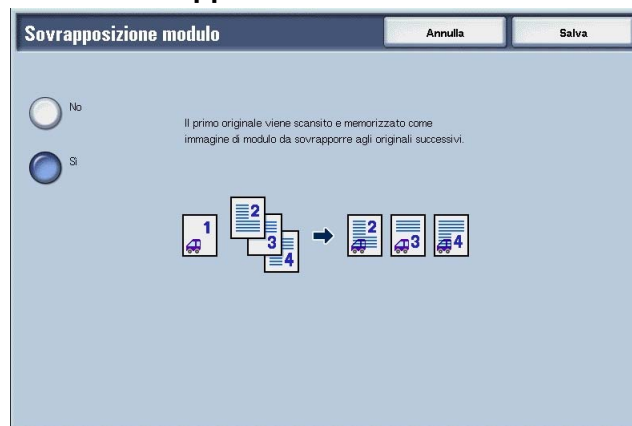 Sovrapposizione modulo
Annulla
Salva
No
Il primo originale viene scansito e memorizzato come
immagine di modulo da sovrapporre agli originali successivi.
Sì
1
2
3
4
2
3
4